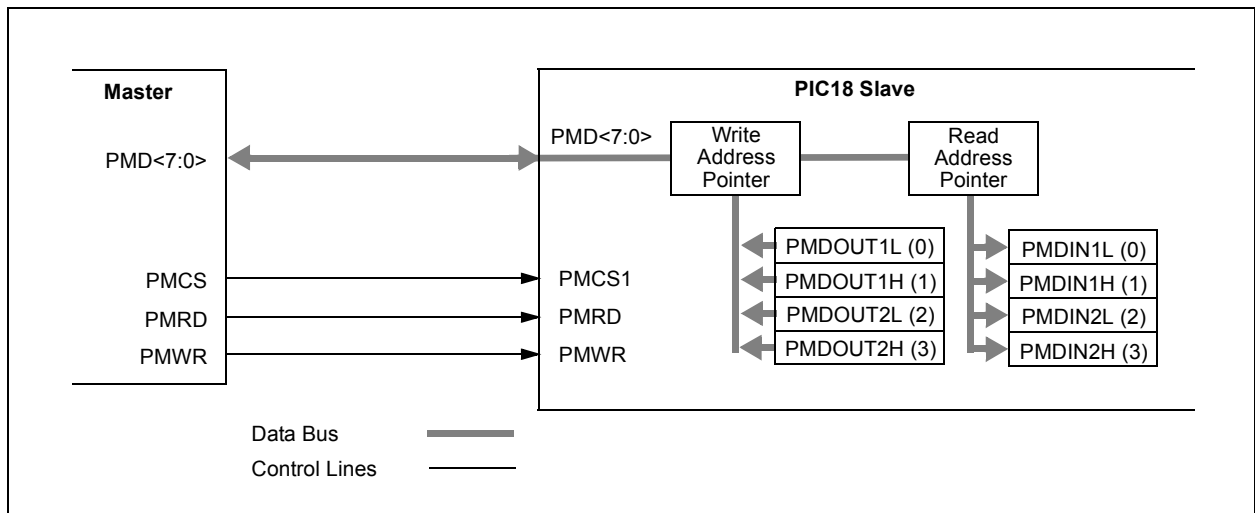 Master
PIC18 Slave
PMD<7:0>
PMD<7:0>
Write
Address
Pointer
Read
Address
Pointer
PMDOUT1L (0)
PMDOUT1H (1)
PMDOUT2L (2)
PMDOUT2H (3)
PMDIN1L (0)
PMDIN1H (1)
PMDIN2L (2)
PMDIN2H (3)
PMCS
PMCS1
PMRD
PMRD
PMWR
PMWR
Data Bus
Control Lines